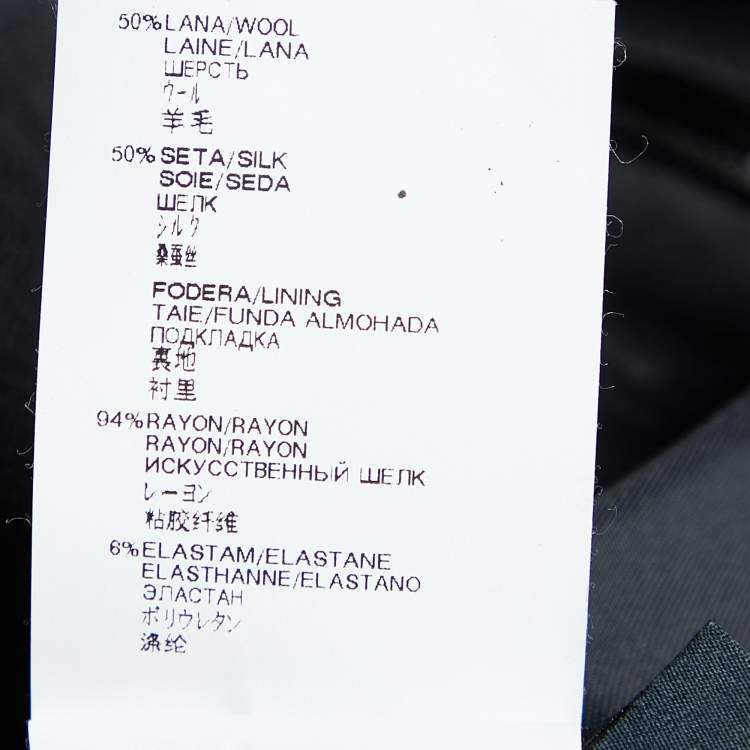 50% LANA/WOOL
LAINE/LANA
ШЕРСТЬ
ウール
羊毛
50% SETA/SILK
SOIE/SEDA
ШЕЛК
シルク
桑蚕丝
FODERA/LINING
TAIE/FUNDA ALMOHADA
ПОДКЛАДКА
裏地
衬里
94% RAYON/RAYON
RAYON/RAYON
ИСКУССТВЕННЫЙ ШЕЛК
レーヨン
粘胶纤维
6% ELASTAM/ELASTANE
ELASTHANNE/ELASTANO
ЭЛАСТАН
ポリウレタン
涤纶